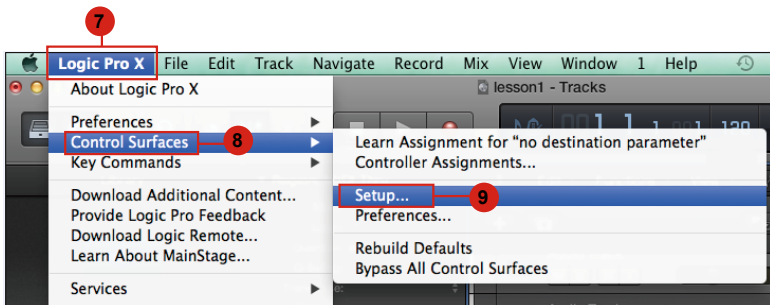 7
Logic Pro X File Edit Track Navigate Record Mix View Window 1 Help
lesson1 - Tracks
About Logic Pro X
Preferences
Control Surfaces 8
Key Commands
Learn Assignment for “no destination parameter”
Controller Assignments...
Setup... 9
Preferences...
Rebuild Defaults
Bypass All Control Surfaces
Download Additional Content...
Provide Logic Pro Feedback
Download Logic Remote...
Learn About MainStage...
Services